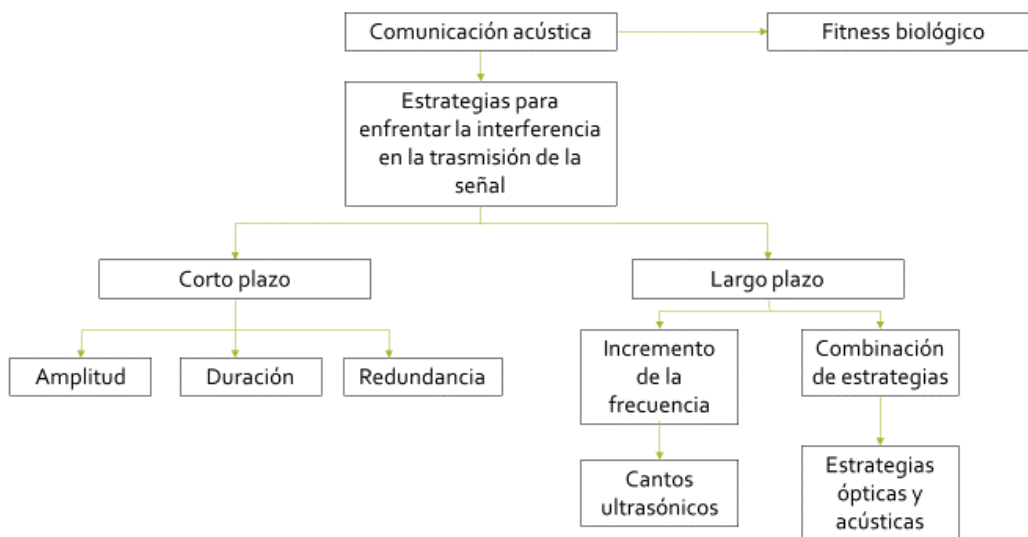 Comunicación acústica
Fitness biológico
Estrategias para
enfrentar la interferencia
en la trasmisión de la
señal
Corto plazo
Largo plazo
Amplitud
Duración
Redundancia
Incremento
de la
frecuencia
Combinación
de estrategias
Cantos
ultrasónicos
Estrategias
ópticas y
acústicas